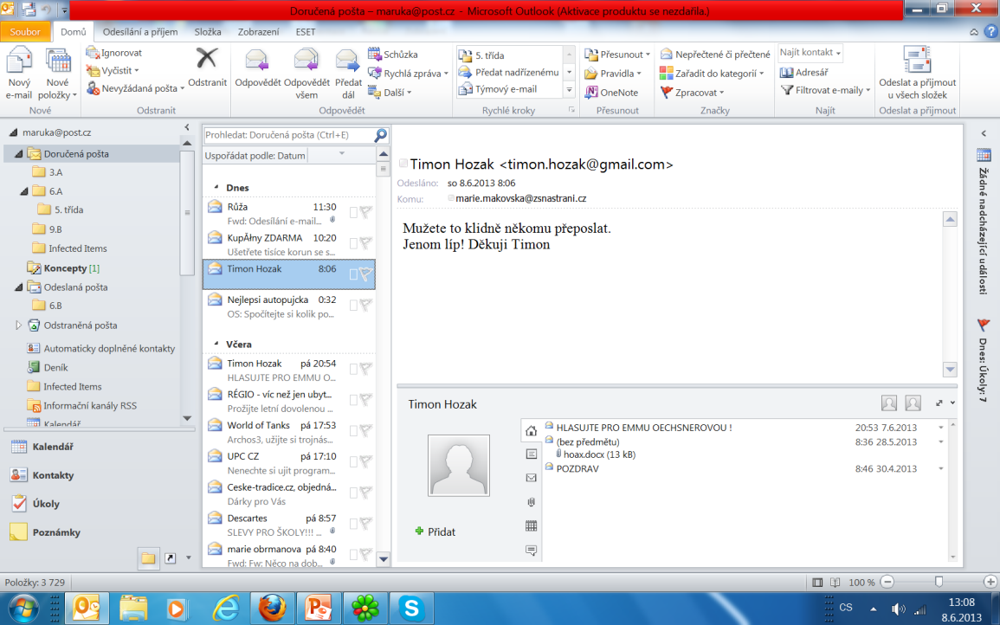 Doručená pošta - maruka@post.cz - Microsoft Outlook (Aktivace produktu se nezdařila.)
Soubor Domů Odesílání a příjem Složka Zobrazení ESET
Nový e-mail
Nové položky
Nové
Ignorovat
Vyčistit
Nevyžádaná pošta
Odstranit
Odstranit
Odpovědět
Odpovědět všem
Předat dál
Schůzka
Rychlá zpráva
Další
Odpovědět
5. třída
Předat nadřízenému
Týmový e-mail
Rychlé kroky
Přesunout
Pravidla
OneNote
Přesunout
Nepřečtené či přečtené
Zařadit do kategorií
Zpracovat
Značky
Najít kontakt
Adresář
Filtrovat e-maily
Najít
Odeslat a přijmout
u všech složek
Odeslat a přijmout
maruka@post.cz
Doručená pošta
3.A
6.A
5. třída
9.B
Infected Items
Koncepty [1]
Odeslaná pošta
6.B
Odstraněná pošta
Automaticky doplněné kontakty
Deník
Infected Items
Informační kanály RSS
Kalendář
Kalendář
Kontakty
Úkoly
Poznámky
Prohledat: Doručená pošta (Ctrl+E)
Uspořádat podle: Datum
Dnes
Růža 11:30
Fwd: Odesílání e-mail...
KupĂłny ZDARMA 10:20
Ušetřete tisíce korun se s...
Timon Hozak 8:06
Nejlepsi autopujcka 0:32
OS: Spočítejte si kolik po...
Včera
Timon Hozak pá 20:54
HLASUJTE PRO EMMU O...
RÉGIO - víc než jen ubyt...
Prožijte letní dovolenou ...
World of Tanks pá 17:53
Archos3, užijte si trojnás...
UPC CZ pá 17:10
Nenechte si ujít program...
Ceske-tradice.cz, objedná...
Dárky pro Vás
Descartes pá 8:57
SLEVY PRO ŠKOLY!!! ...
marie obrmanova pá 8:40
Fwd: Fw: Něco na dob...
Timon Hozak <timon.hozak@gmail.com>
Odesláno: so 8.6.2013 8:06
Komu: marie.makovska@zsnastrani.cz
Mužete to klidně někomu přeposlat.
Jenom líp! Děkuji Timon
Timon Hozak
Přidat
HLASUJTE PRO EMMU OECHSNEROVOU ! 20:53 7.6.2013
(bez předmětu) 8:36 28.5.2013
hoax.docx (13 kB)
POZDRAV 8:46 30.4.2013
Žádné nadcházející události
Dnes: Úkoly: 7
Položky: 3 729
100 %
CS
13:08
8.6.2013